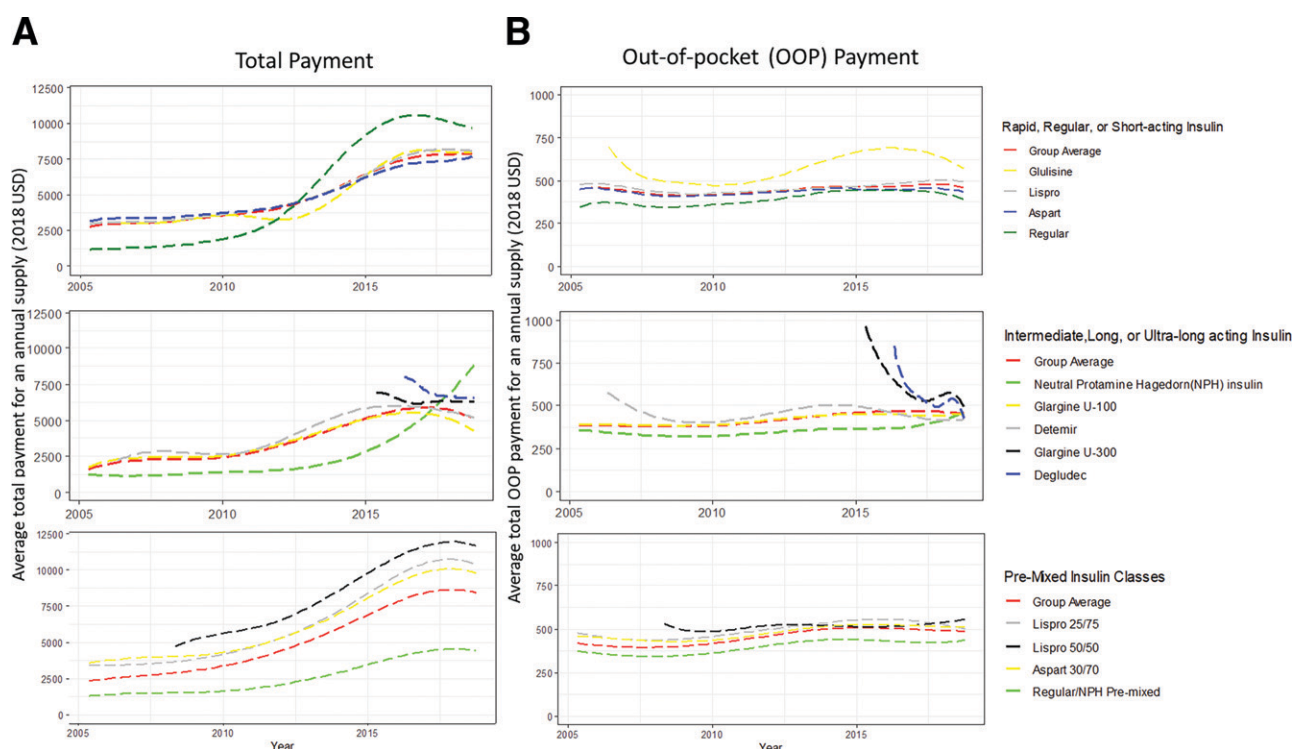 A
B
Total Payment
Out-of-pocket (OOP) Payment
Average total payment for an annual supply (2018 USD)
12500
10000
7500
5000
2500
0
2005
2010
2015
12500
10000
7500
5000
2500
0
2005
2010
2015
12500
10000
7500
5000
2500
0
2005
2010
2015
Year
Average total OOP payment for an annual supply (2018 USD)
1000
750
500
250
0
2005
2010
2015
1000
750
500
250
0
2005
2010
2015
1000
750
500
250
0
2005
2010
2015
Year
Rapid, Regular, or Short-acting Insulin
Group Average
Glulisine
Lispro
Aspart
Regular
Intermediate,Long, or Ultra-long acting Insulin
Group Average
Neutral Protamine Hagedorn(NPH) insulin
Glargine U-100
Detemir
Glargine U-300
Degludec
Pre-Mixed Insulin Classes
Group Average
Lispro 25/75
Lispro 50/50
Aspart 30/70
Regular/NPH Pre-mixed